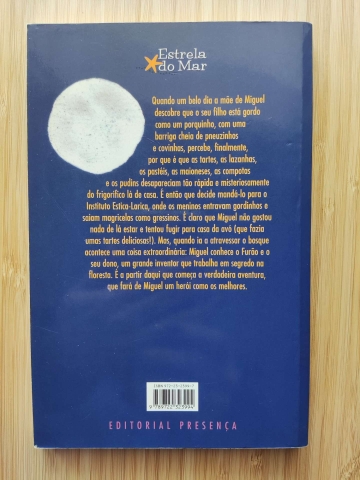 Estrela
do Mar
Quando um belo dia a mãe de Miguel
descobre que o seu filho está gordo
como um porquinho, com uma
barriga cheia de pneuzinhos
e covinhas, percebe, finalmente,
por que é que as tartes, as lazanhas,
os pastéis, as maioneses, as compotas
e os pudins desapareciam tão rápida e misteriosamente
do frigorífico lá de casa. É então que decide mandá-lo para o
Instituto Estica-Larica, onde os meninos entravam gordinhos e
saíam magricelas como gressinos. É claro que Miguel não gostou
nada de lá estar e tentou fugir para casa da avó (que fazia
umas tartes deliciosas!). Mas, quando ia a atravessar o bosque
acontece uma coisa extraordinária: Miguel conhece o Furão e o
seu dono, um grande inventor que trabalha em segredo na
floresta. É a partir daqui que começa a verdadeira aventura,
que fará de Miguel um herói como os melhores.
9 789722 323994
EDITORIAL PRESENÇA